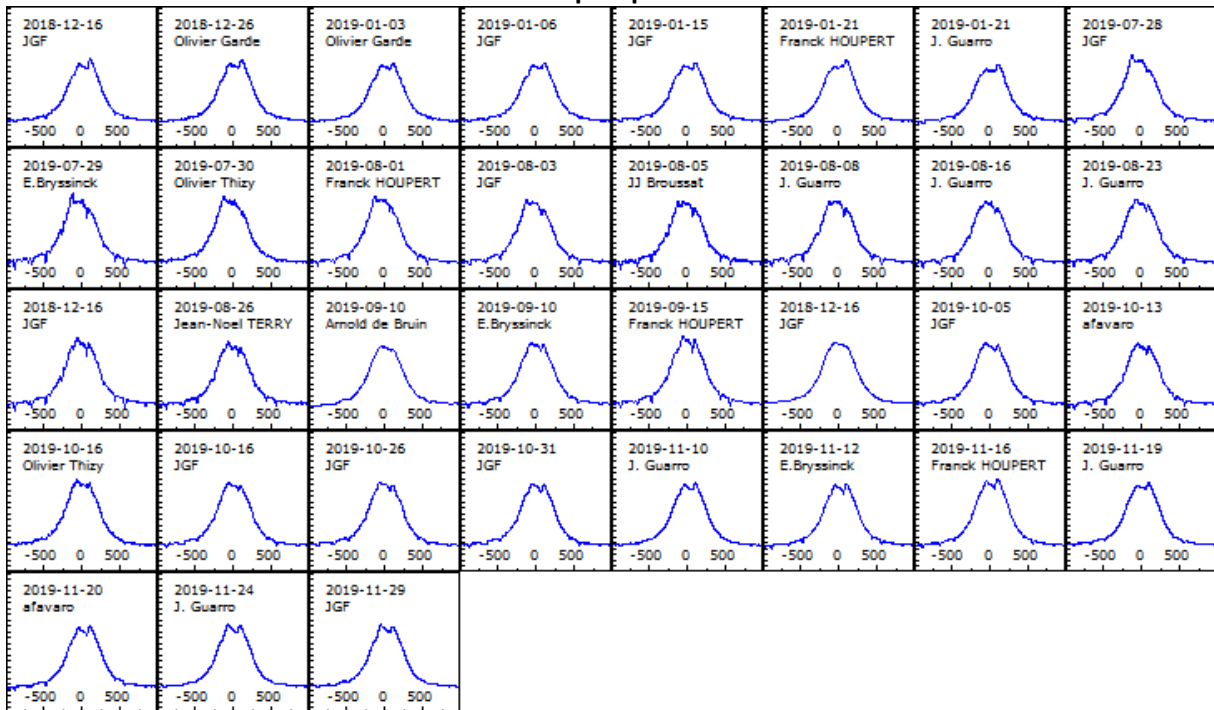 2018-12-16 2018-12-26 2019-01-03 2019-01-06 2019-01-15 2019-01-21 2019-01-21 2019-07-28
JGF Olivier Garde Olivier Garde JGF JGF Franck HOUPERT J. Guarro JGF
-500 0 500 -500 0 500 -500 0 500 -500 0 500 -500 0 500 -500 0 500 -500 0 500 -500 0 500
2019-07-29 2019-07-30 2019-08-01 2019-08-03 2019-08-05 2019-08-08 2019-08-16 2019-08-23
E.Bryssinck Olivier Thizy Franck HOUPERT JGF JJ Broussat J. Guarro J. Guarro J. Guarro
-500 0 500 -500 0 500 -500 0 500 -500 0 500 -500 0 500 -500 0 500 -500 0 500 -500 0 500
2018-12-16 2019-08-26 2019-09-10 2019-09-10 2019-09-15 2018-12-16 2019-10-05 2019-10-13
JGF Jean-Noel TERRY Arnold de Bruin E.Bryssinck Franck HOUPERT JGF JGF afavaro
-500 0 500 -500 0 500 -500 0 500 -500 0 500 -500 0 500 -500 0 500 -500 0 500 -500 0 500
2019-10-16 2019-10-16 2019-10-26 2019-10-31 2019-11-10 2019-11-12 2019-11-16 2019-11-19
Olivier Thizy JGF JGF JGF J. Guarro E.Bryssinck Franck HOUPERT J. Guarro
-500 0 500 -500 0 500 -500 0 500 -500 0 500 -500 0 500 -500 0 500 -500 0 500 -500 0 500
2019-11-20 2019-11-24 2019-11-29
afavaro J. Guarro JGF
-500 0 500 -500 0 500 -500 0 500